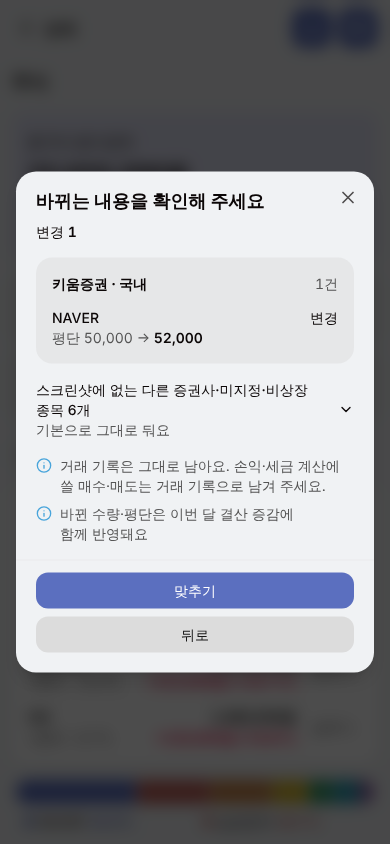 바뀌는 내용을 확인해 주세요
변경 1
키움증권 · 국내 1건
NAVER 변경
평단 50,000 → 52,000
스크린샷에 없는 다른 증권사·미지정·비상장
종목 6개
기본으로 그대로 둬요
거래 기록은 그대로 남아요. 손익·세금 계산에
쓸 매수·매도는 거래 기록으로 남겨 주세요.
바뀐 수량·평단은 이번 달 결산 증감에
함께 반영돼요
맞추기
뒤로